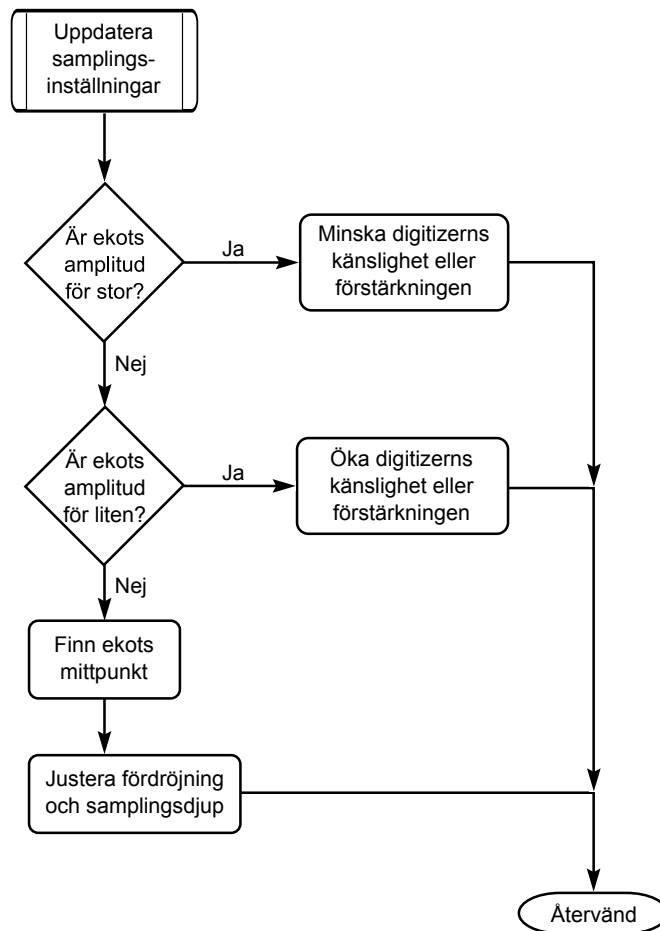 Uppdatera
samplings-
inställningar
Är ekots
amplitud
för stor?
Ja
Minska digitizerns
känslighet eller
förstärkningen
Nej
Är ekots
amplitud
för liten?
Ja
Öka digitizerns
känslighet eller
förstärkningen
Nej
Finn ekots
mittpunkt
Justera fördröjning
och samplingsdjup
Återvänd